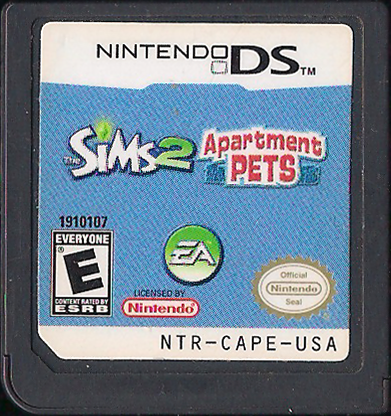 NINTENDO DS™
The SiMS 2 Apartment PETS
1910107
EVERYONE
E
CONTENT RATED BY
ESRB
EA
LICENSED BY
Nintendo®
Official
Nintendo
Seal
NTR-CAPE-USA